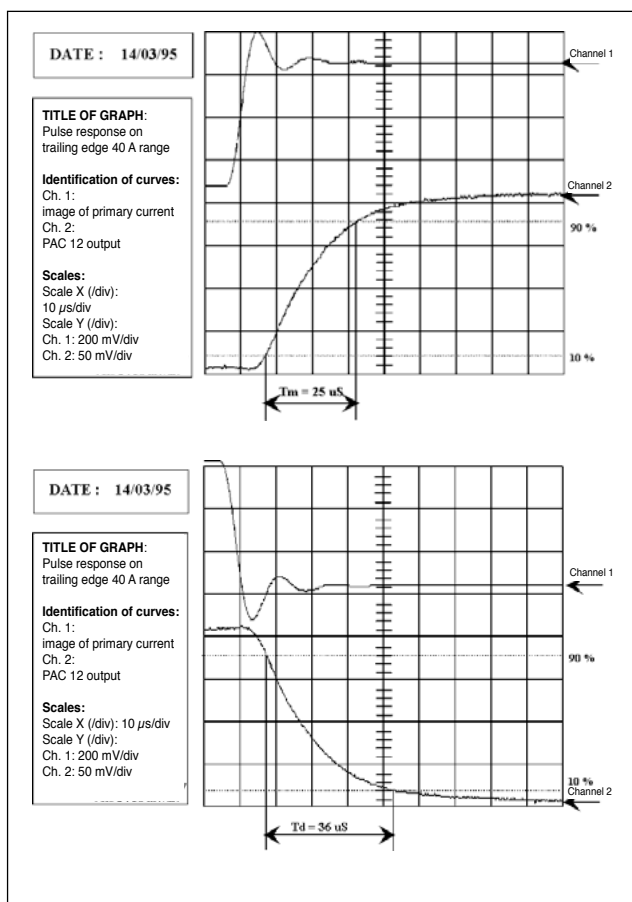 DATE : 14/03/95
TITLE OF GRAPH:
Pulse response on
trailing edge 40 A range
Identification of curves:
Ch. 1:
image of primary current
Ch. 2:
PAC 12 output
Scales:
Scale X (/div):
10 µs/div
Scale Y (/div):
Ch. 1: 200 mV/div
Ch. 2: 50 mV/div
Channel 1
Channel 2
90 %
10 %
Tm = 25 uS
DATE : 14/03/95
TITLE OF GRAPH:
Pulse response on
trailing edge 40 A range
Identification of curves:
Ch. 1:
image of primary current
Ch. 2:
PAC 12 output
Scales:
Scale X (/div): 10 µs/div
Scale Y (/div):
Ch. 1: 200 mV/div
Ch. 2: 50 mV/div
Channel 1
90 %
10 %
Channel 2
Td = 36 uS